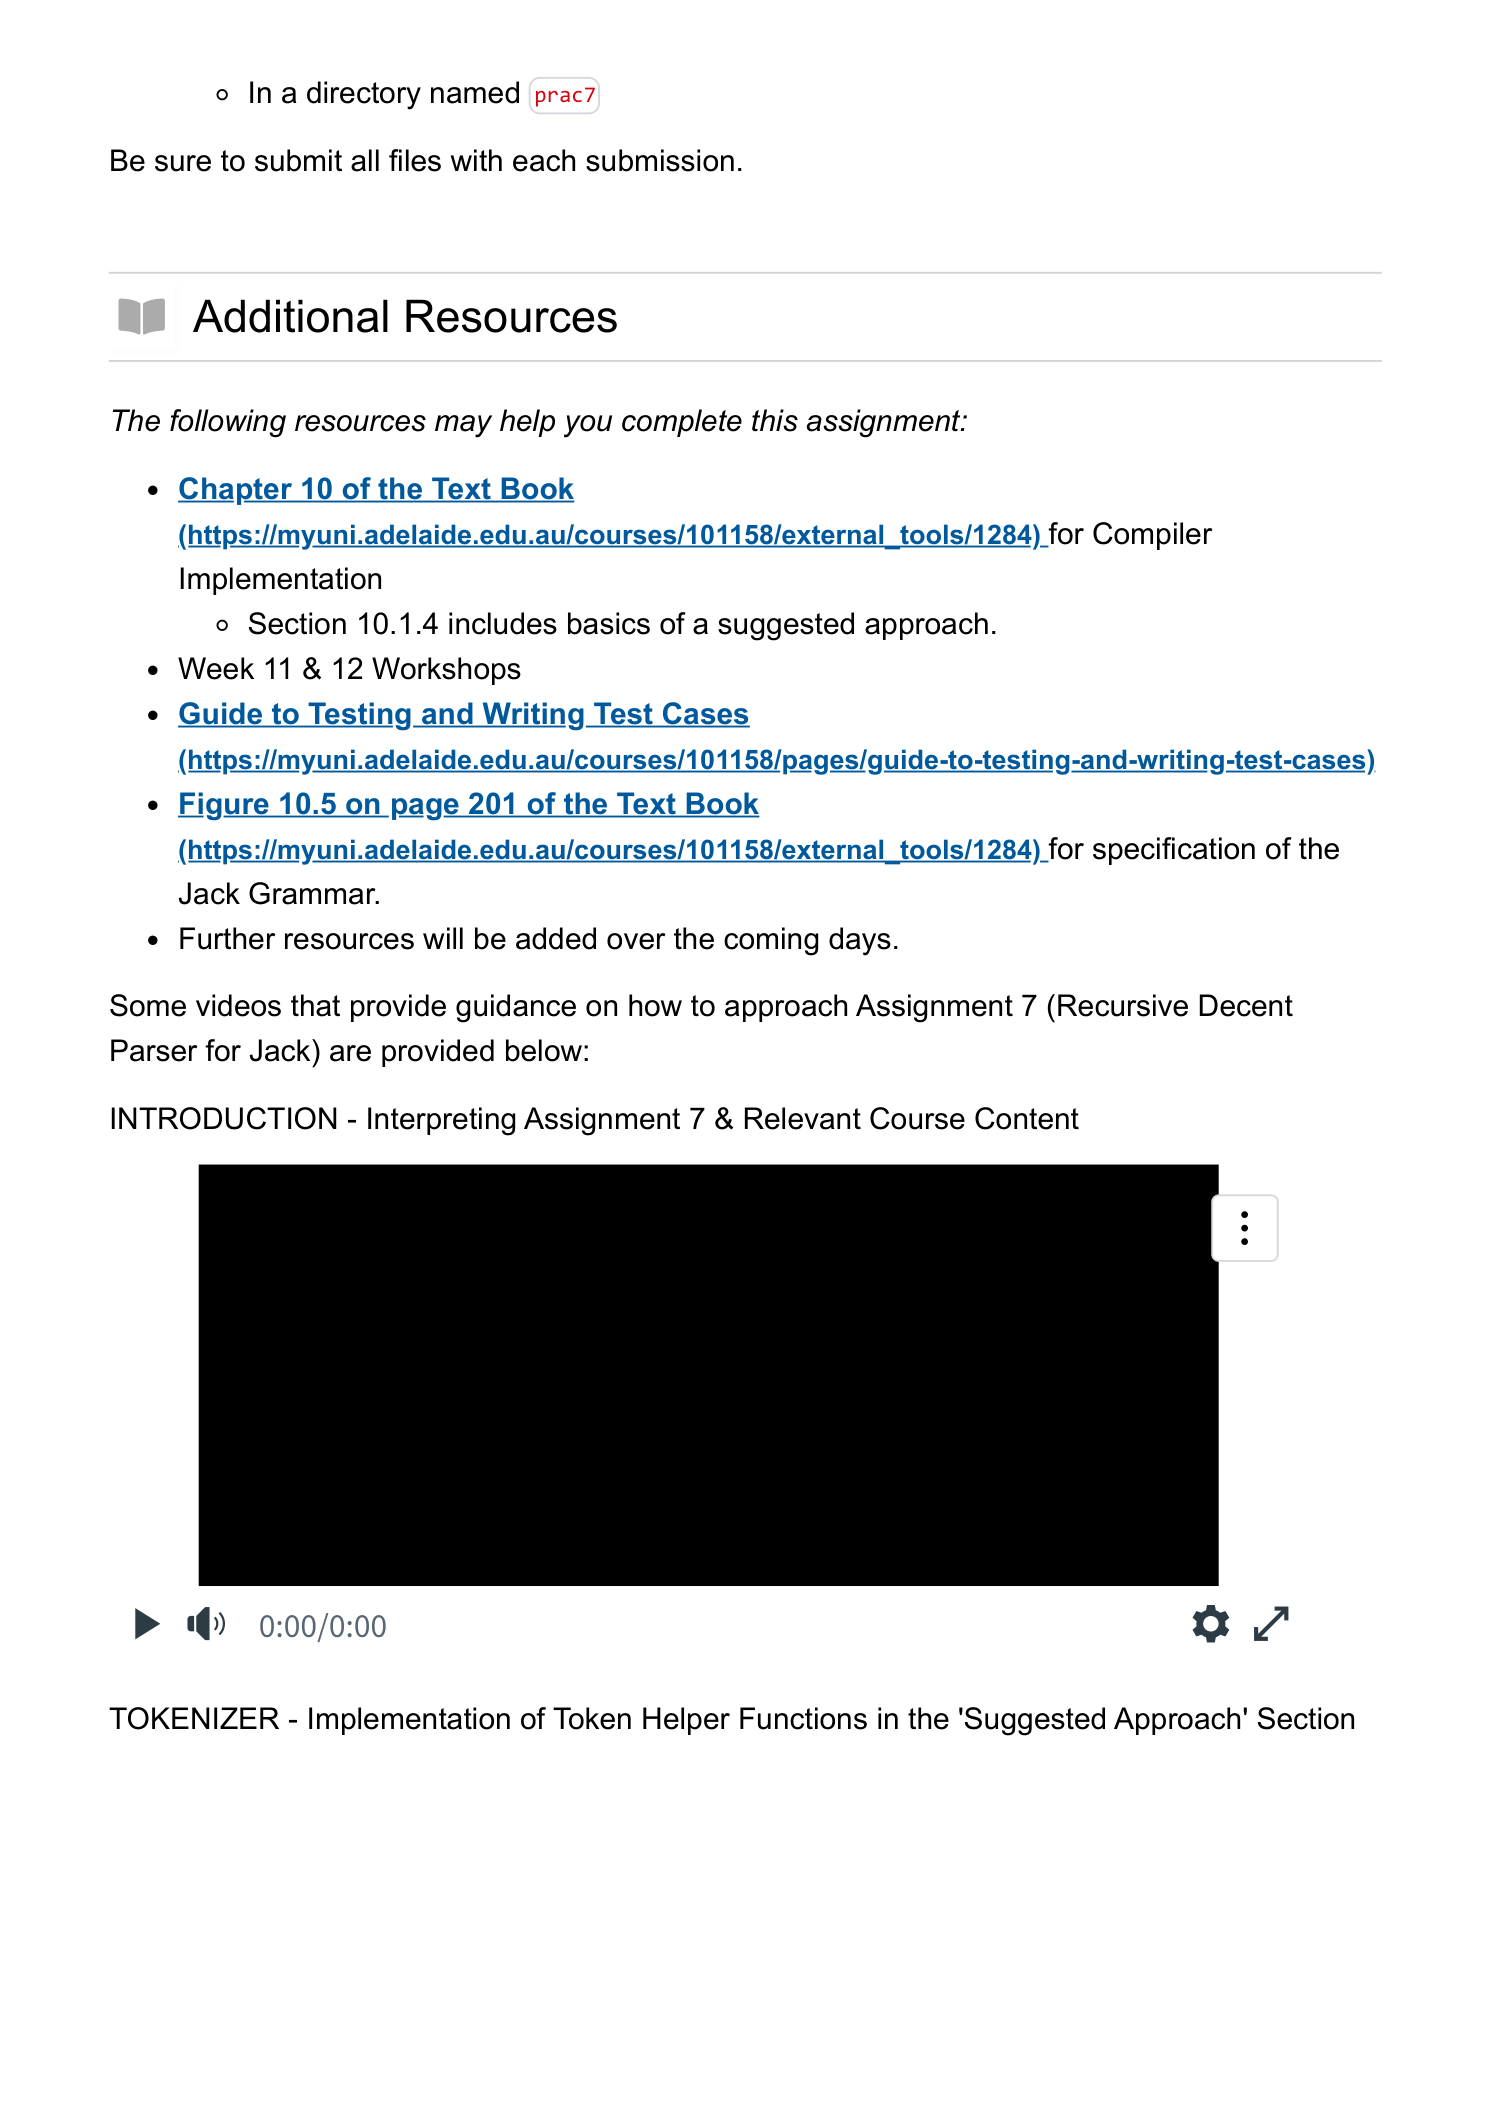 In a directory named prac7
Be sure to submit all files with each submission.
Additional Resources
The following resources may help you complete this assignment:
Chapter 10 of the Text Book
(https://myuni.adelaide.edu.au/courses/101158/external_tools/1284) for Compiler
Implementation
Section 10.1.4 includes basics of a suggested approach.
Week 11 & 12 Workshops
Guide to Testing and Writing Test Cases
(https://myuni.adelaide.edu.au/courses/101158/pages/guide-to-testing-and-writing-test-cases)
Figure 10.5 on page 201 of the Text Book
(https://myuni.adelaide.edu.au/courses/101158/external_tools/1284) for specification of the
Jack Grammar.
Further resources will be added over the coming days.
Some videos that provide guidance on how to approach Assignment 7 (Recursive Decent
Parser for Jack) are provided below:
INTRODUCTION - Interpreting Assignment 7 & Relevant Course Content
0:00/0:00
TOKENIZER - Implementation of Token Helper Functions in the 'Suggested Approach' Section